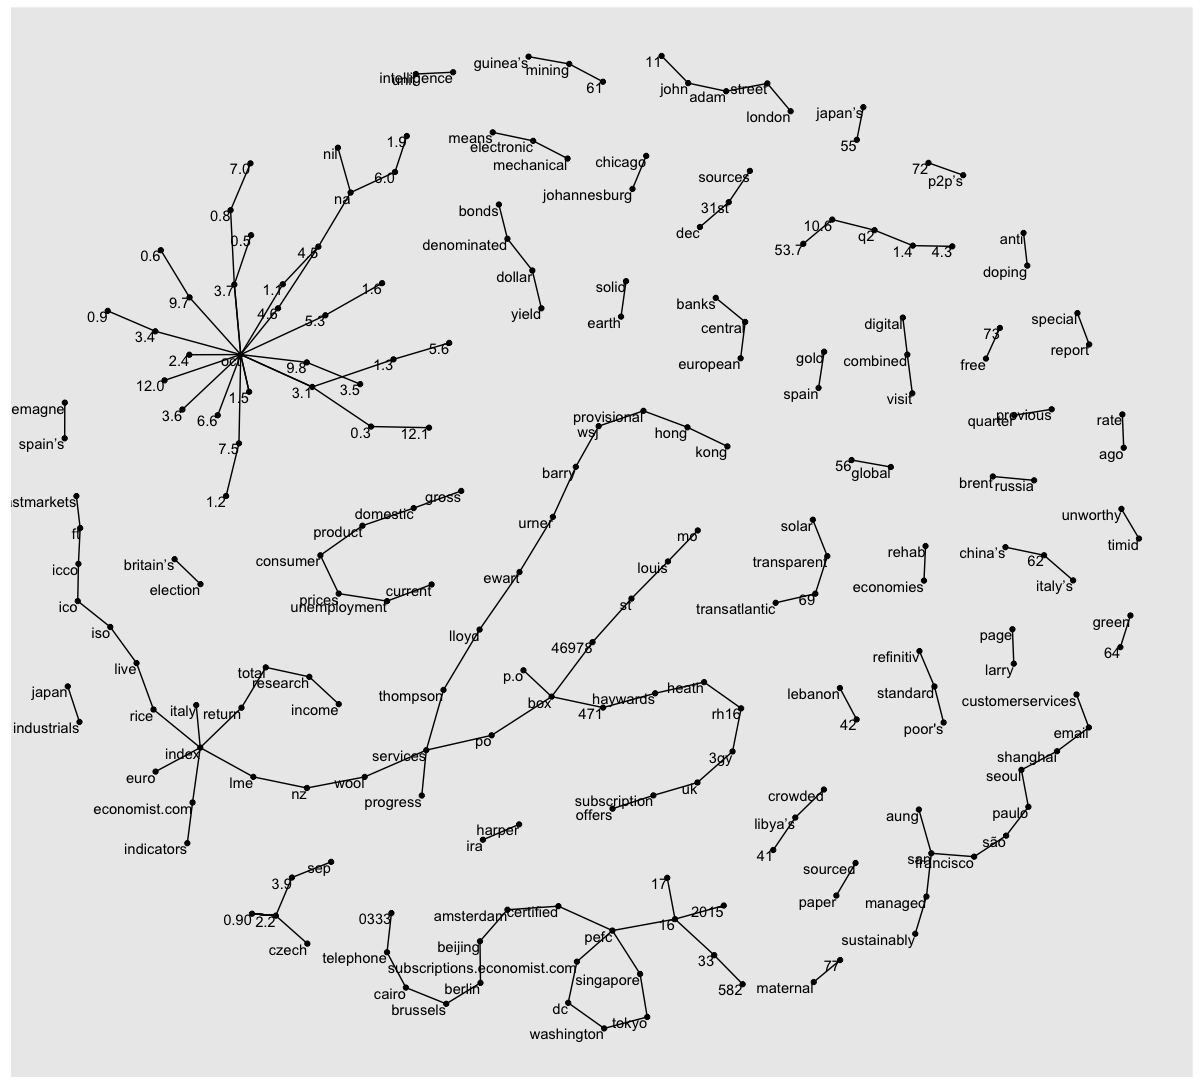 guinea's
mining
61
11
john
adam
street
london
intelligence
japan's
55
1.9
nil
means
electronic
mechanical
chicago
johannesburg
7.0
6.0
na
sources
31st
dec
72
p2p's
0.8
0.5
bonds
denominated
dollar
yield
10.6
53.7
q2
1.4
4.3
anti
doping
0.6
4.5
3.7
1.1
1.6
9.7
4.6
5.3
solid
earth
banks
central
european
digital
combined
visit
73
free
special
report
0.9
3.4
2.4
oct
9.8
1.3
5.6
gold
spain
12.0
1.5
3.1
3.5
3.6
6.6
0.3
12.1
7.5
1.2
emagne
spain's
provisional
wsj
hong
kong
barry
urner
ewart
lloyd
thompson
quarter
previous
rate
ago
56
global
brent
russia
astmarkets
ft
icco
ico
iso
live
rice
gross
domestic
product
consumer
prices
unemployment
current
britain's
election
mo
louis
st
46978
solar
transparent
69
transatlantic
rehab
economies
china's
62
italy's
unworthy
timid
green
64
page
larry
japan
industrials
total
research
income
return
italy
index
euro
economist.com
indicators
lme
nz
wool
services
progress
po
box
p.o
471
haywards
heath
rh16
3gy
uk
subscription
offers
lebanon
42
refinitiv
standard
poor's
customerservices
email
shanghai
seoul
paulo
são
francisco
san
aung
managed
sustainably
harper
ira
crowded
libya's
41
sourced
paper
sep
3.9
0.90
2.2
czech
0333
telephone
cairo
brussels
berlin
beijing
amsterdam
certified
pefc
subscriptions.economist.com
dc
washington
tokyo
singapore
17
16
2015
33
582
77
maternal